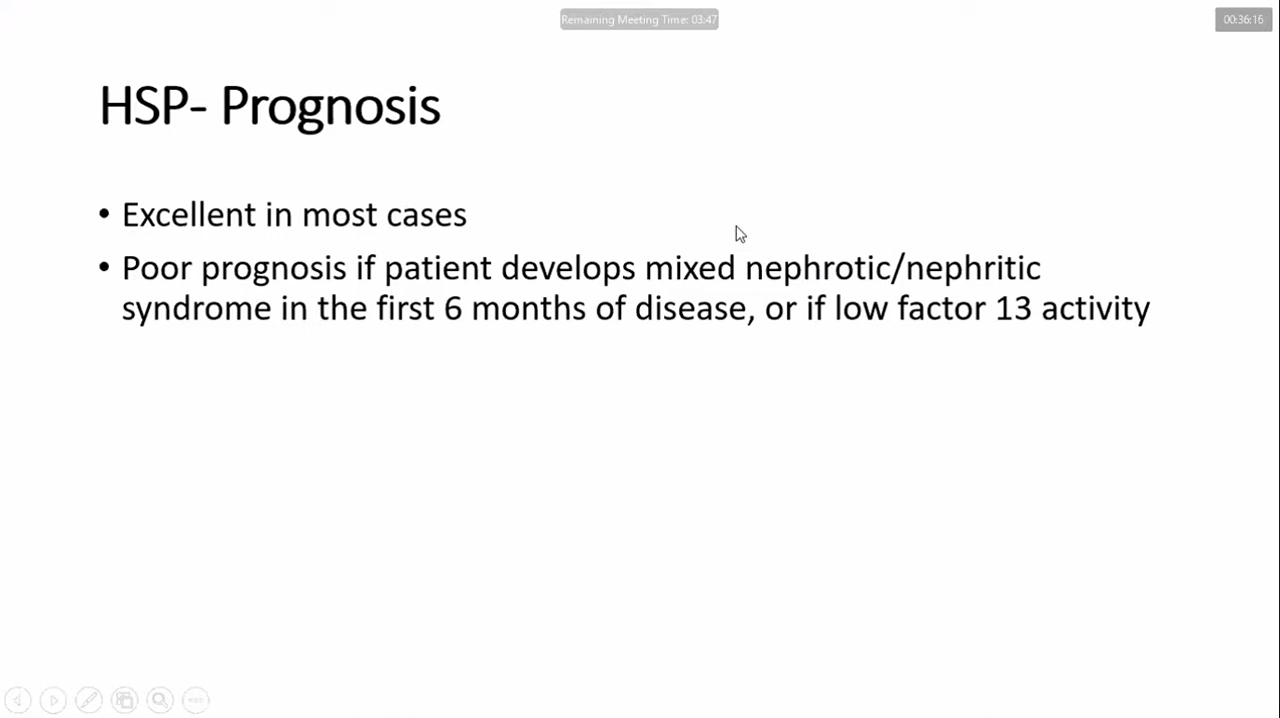 Remaining Meeting Time: 03:47
00:36:16
HSP- Prognosis
• Excellent in most cases
• Poor prognosis if patient develops mixed nephrotic/nephritic
syndrome in the first 6 months of disease, or if low factor 13 activity